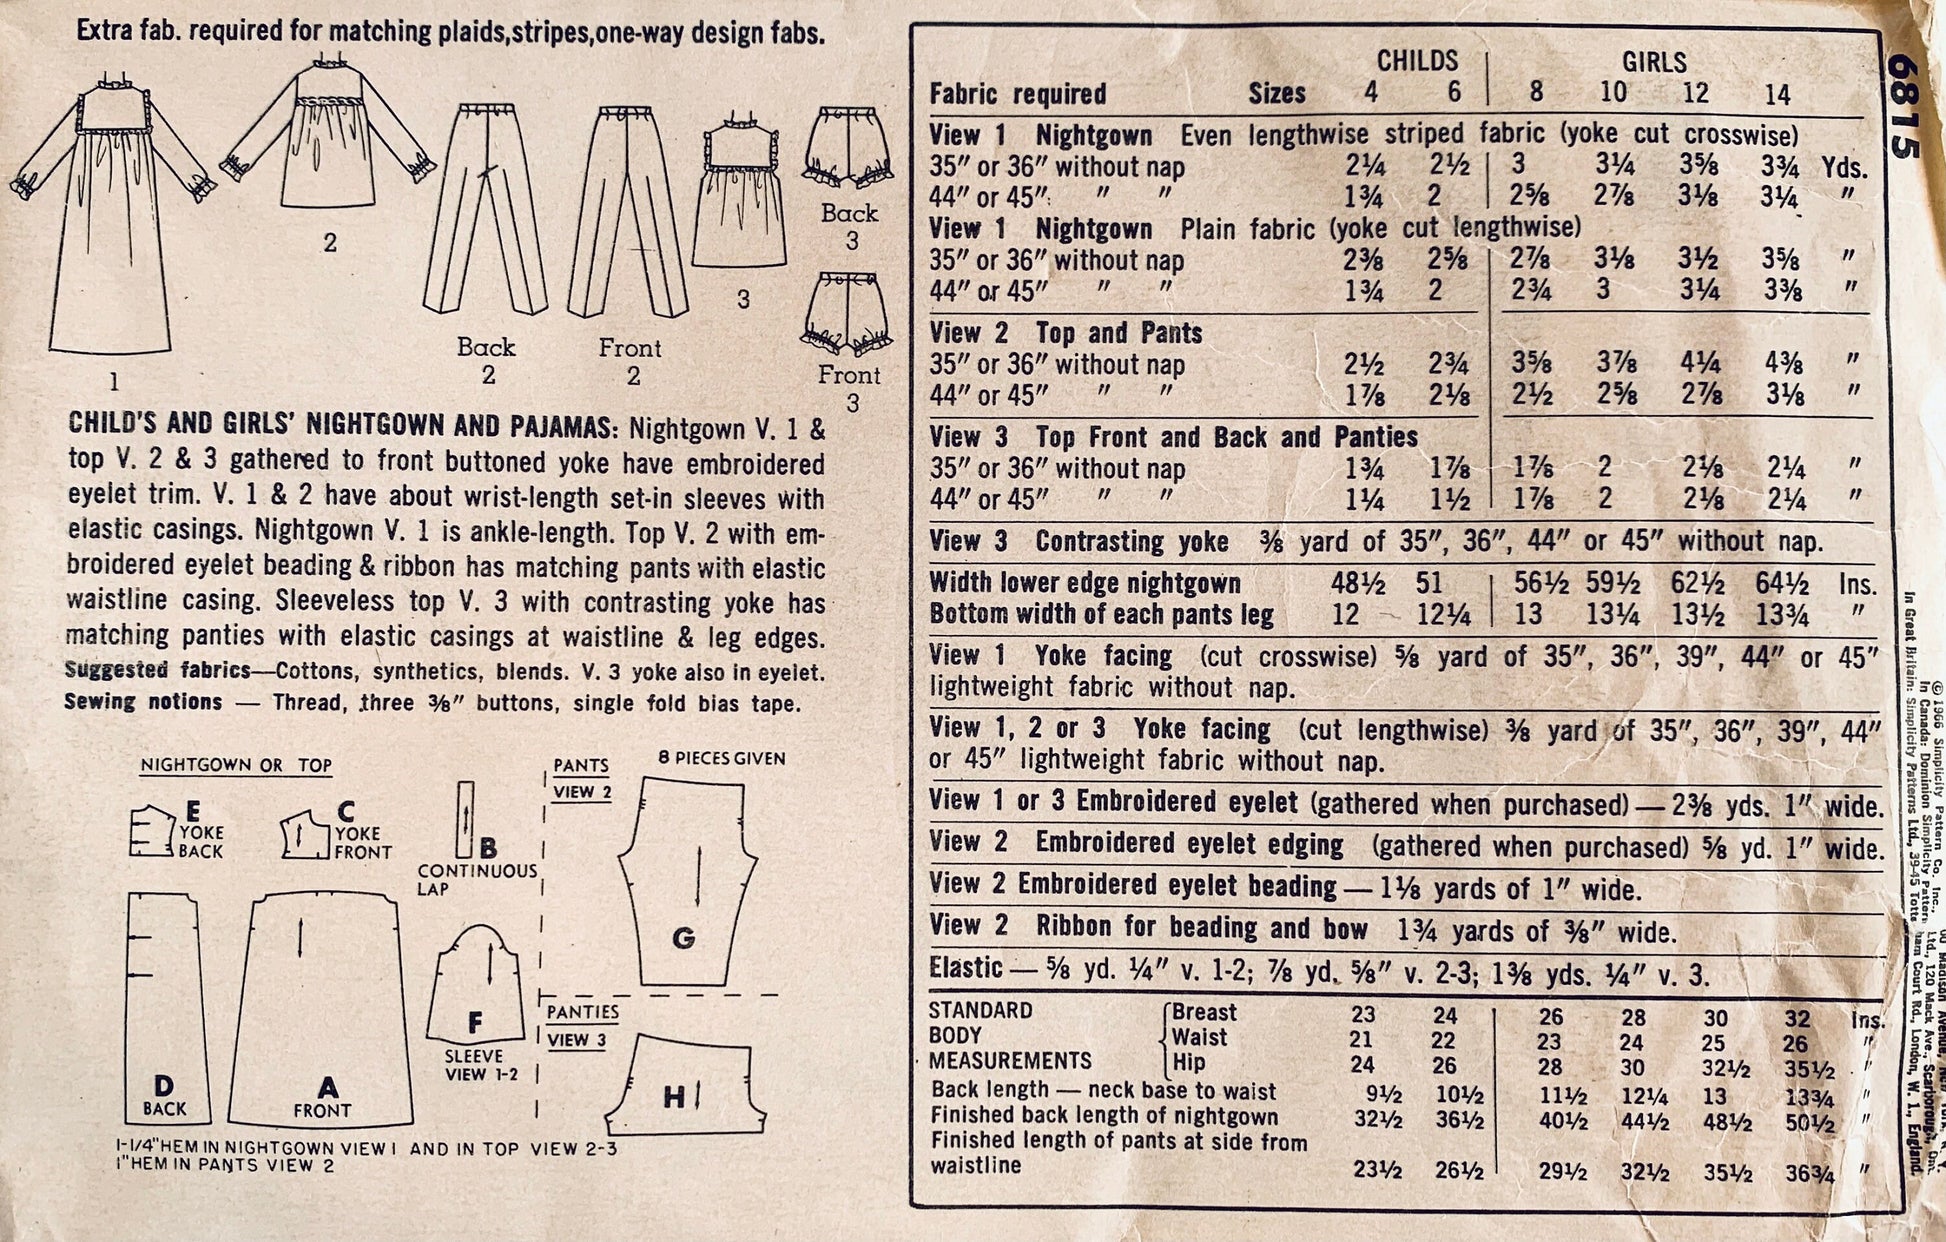 Extra fab. required for matching plaids,stripes,one-way design fabs.
1
2
Back
2
Front
2
3
Back
3
Front
3
CHILD'S AND GIRLS' NIGHTGOWN AND PAJAMAS: Nightgown V. 1 &
top V. 2 & 3 gathered to front buttoned yoke have embroidered
eyelet trim. V. 1 & 2 have about wrist-length set-in sleeves with
elastic casings. Nightgown V. 1 is ankle-length. Top V. 2 with em-
broidered eyelet beading & ribbon has matching pants with elastic
waistline casing. Sleeveless top V. 3 with contrasting yoke has
matching panties with elastic casings at waistline & leg edges.
Suggested fabrics—Cottons, synthetics, blends. V. 3 yoke also in eyelet.
Sewing notions — Thread, three ⅜" buttons, single fold bias tape.
NIGHTGOWN OR TOP
E
YOKE
BACK
C
YOKE
FRONT
B
CONTINUOUS
LAP
D
BACK
A
FRONT
F
SLEEVE
VIEW 1-2
PANTS
VIEW 2
8 PIECES GIVEN
G
PANTIES
VIEW 3
H
1-1/4"HEM IN NIGHTGOWN VIEW 1 AND IN TOP VIEW 2-3
1"HEM IN PANTS VIEW 2
CHILDS GIRLS
Fabric required Sizes 4 6 8 10 12 14
View 1 Nightgown Even lengthwise striped fabric (yoke cut crosswise)
35" or 36" without nap 2¼ 2½ 3 3¼ 3⅝ 3¾ Yds.
44" or 45" " " 1¾ 2 2⅝ 2⅞ 3⅛ 3¼ "
View 1 Nightgown Plain fabric (yoke cut lengthwise)
35" or 36" without nap 2⅜ 2⅝ 2⅞ 3⅛ 3½ 3⅝ "
44" or 45" " " 1¾ 2 2¾ 3 3¼ 3⅜ "
View 2 Top and Pants
35" or 36" without nap 2½ 2¾ 3⅝ 3⅞ 4¼ 4⅜ "
44" or 45" " " 1⅞ 2⅛ 2½ 2⅝ 2⅞ 3⅛ "
View 3 Top Front and Back and Panties
35" or 36" without nap 1¾ 1⅞ 1⅞ 2 2⅛ 2¼ "
44" or 45" " " 1¼ 1½ 1⅞ 2 2⅛ 2¼ "
View 3 Contrasting yoke ⅜ yard of 35", 36", 44" or 45" without nap.
Width lower edge nightgown 48½ 51 56½ 59½ 62½ 64½ Ins.
Bottom width of each pants leg 12 12¼ 13 13¼ 13½ 13¾ "
View 1 Yoke facing (cut crosswise) ⅝ yard of 35", 36", 39", 44" or 45"
lightweight fabric without nap.
View 1, 2 or 3 Yoke facing (cut lengthwise) ⅜ yard of 35", 36", 39", 44"
or 45" lightweight fabric without nap.
View 1 or 3 Embroidered eyelet (gathered when purchased) — 2⅜ yds. 1" wide.
View 2 Embroidered eyelet edging (gathered when purchased) ⅝ yd. 1" wide.
View 2 Embroidered eyelet beading — 1⅛ yards of 1" wide.
View 2 Ribbon for beading and bow 1¾ yards of ⅜" wide.
Elastic — ⅝ yd. ¼" v. 1-2; ⅞ yd. ⅝" v. 2-3; 1⅜ yds. ¼" v. 3.
STANDARD Breast 23 24 26 28 30 32 Ins.
BODY Waist 21 22 23 24 25 26 "
MEASUREMENTS Hip 24 26 28 30 32½ 35½ "
Back length — neck base to waist 9½ 10½ 11½ 12¼ 13 13¾ "
Finished back length of nightgown 32½ 36½ 40½ 44½ 48½ 50½ "
Finished length of pants at side from
waistline 23½ 26½ 29½ 32½ 35½ 36¾ "
6815
© 1966 Simplicity Pattern Co. Inc., Madison Avenue, New York, N. Y.
In Canada: Dominion Simplicity Patterns Ltd., 120 Mack Ave., Scarborough, Ont.
In Great Britain: Simplicity Patterns Ltd., 39-45 Tottenham Court Rd., London, W. 1., England.